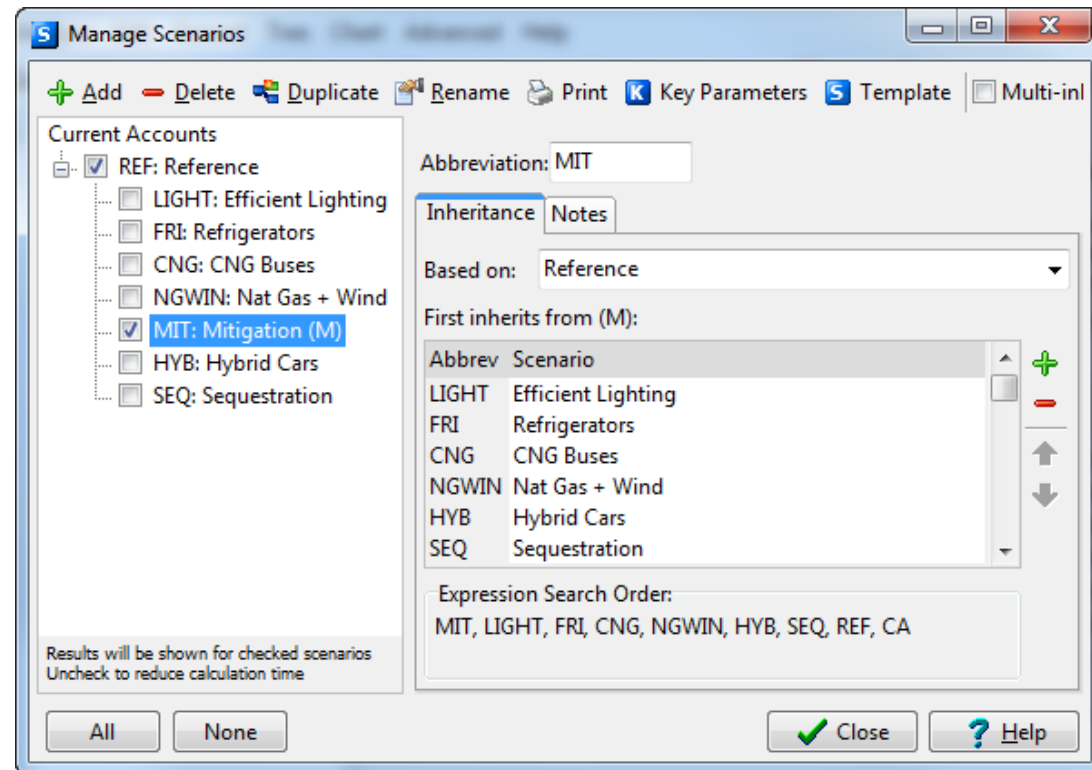 Manage Scenarios
Add Delete Duplicate Rename Print Key Parameters Template Multi-inl
Current Accounts
REF: Reference
LIGHT: Efficient Lighting
FRI: Refrigerators
CNG: CNG Buses
NGWIN: Nat Gas + Wind
MIT: Mitigation (M)
HYB: Hybrid Cars
SEQ: Sequestration
Results will be shown for checked scenarios
Uncheck to reduce calculation time
Abbreviation: MIT
Inheritance Notes
Based on: Reference
First inherits from (M):
Abbrev Scenario
LIGHT Efficient Lighting
FRI Refrigerators
CNG CNG Buses
NGWIN Nat Gas + Wind
HYB Hybrid Cars
SEQ Sequestration
Expression Search Order:
MIT, LIGHT, FRI, CNG, NGWIN, HYB, SEQ, REF, CA
All None Close Help